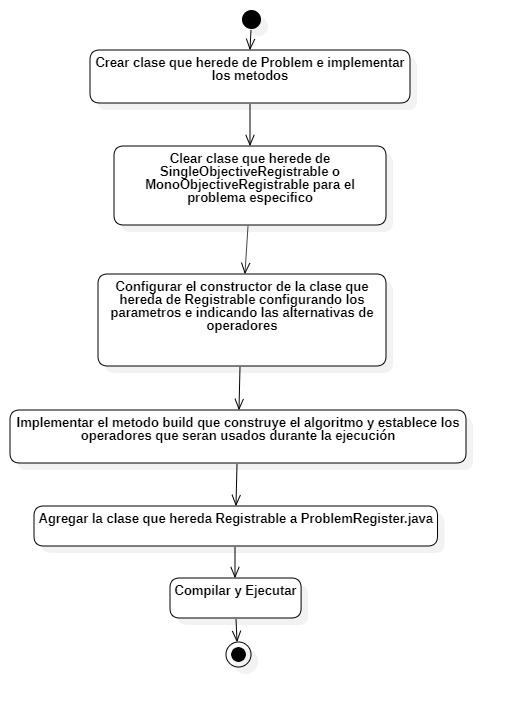 Crear clase que herede de Problem e implementar
los metodos
Clear clase que herede de
SingleObjectiveRegistrable o
MonoObjectiveRegistrable para el
problema especifico
Configurar el constructor de la clase que
hereda de Registrable configurando los
parametros e indicando las alternativas de
operadores
Implementar el metodo build que construye el algoritmo y establece los
operadores que seran usados durante la ejecución
Agregar la clase que hereda Registrable a ProblemRegister.java
Compilar y Ejecutar